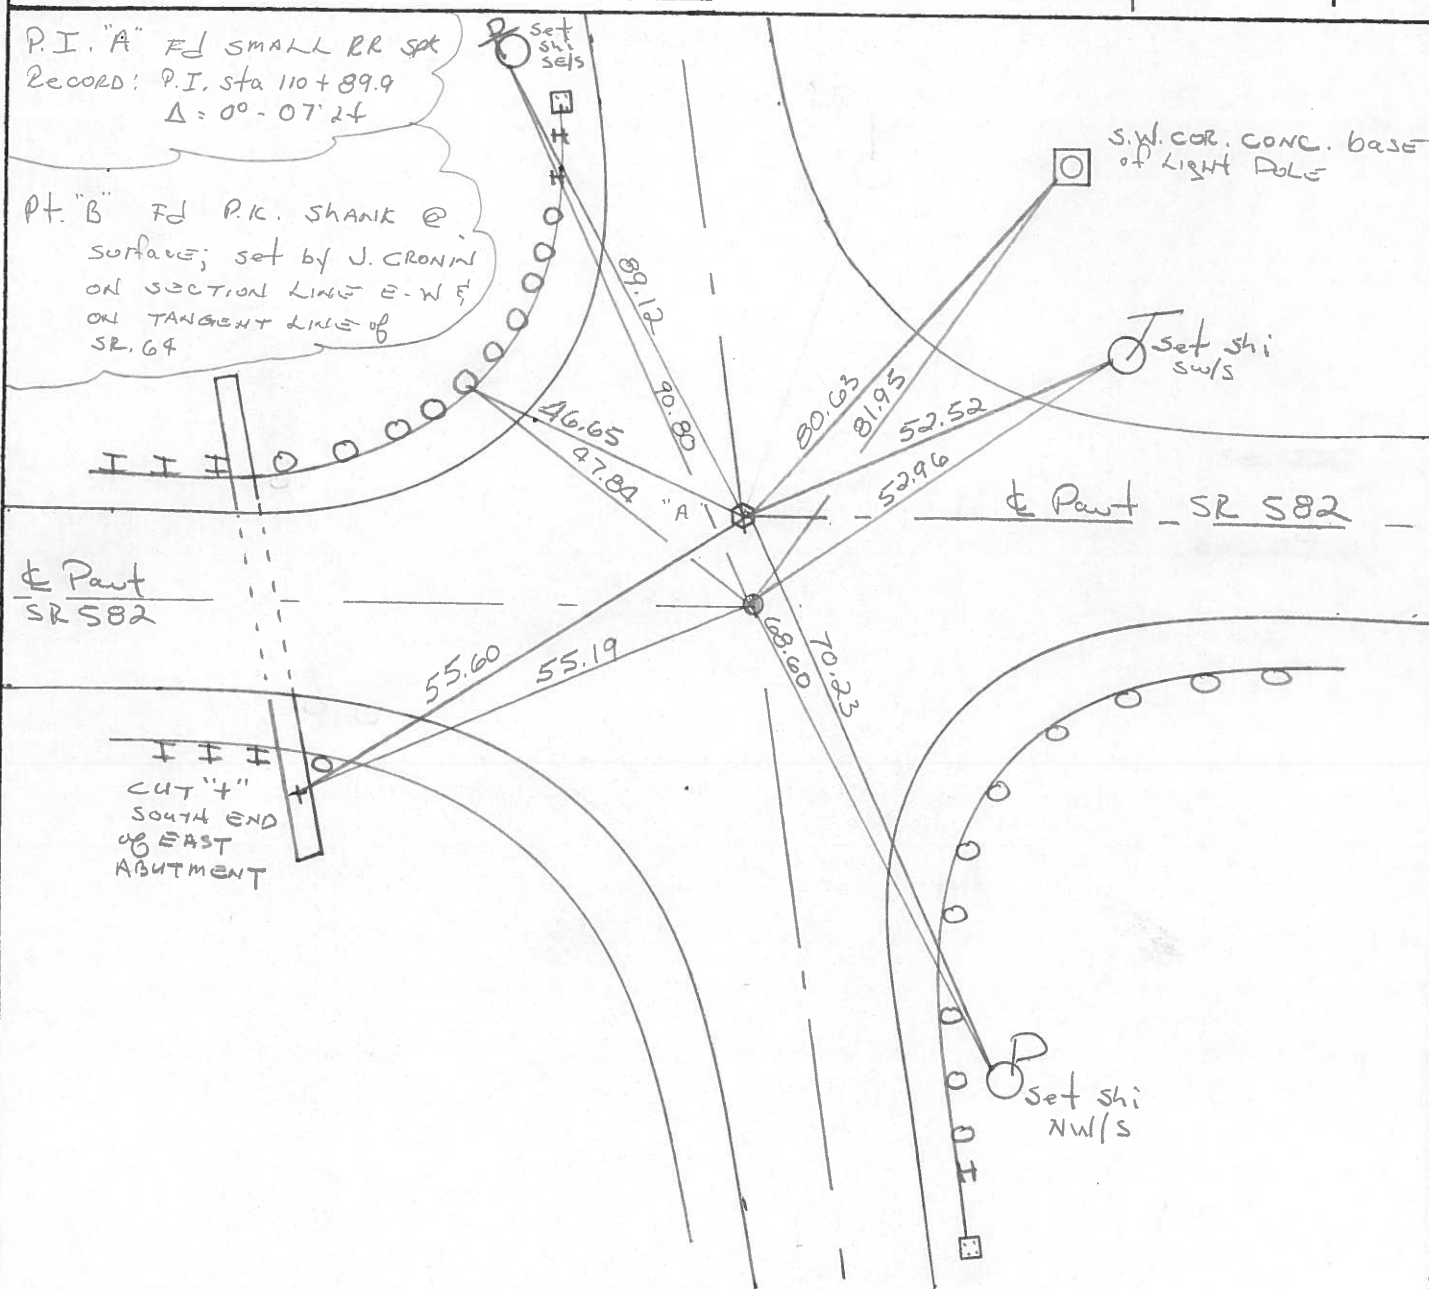 P.I. "A" Fd SMALL RR SpK
RECORD: P.I. sta 110 + 89.9
Δ = 0° - 07' 24
Pt. "B" Fd P.K. SHANK @
surface; set by J. CRONIN
ON SECTION LINE E-W &
ON TANGENT LINE of
SR. 64
P
set
shi
SE/S
S.W. COR. CONC. base
of Light POLE
T
set shi
SW/S
89.12
90.80
46.65
47.84
80.63
81.95
52.52
52.96
"A"
℄ Pavt SR 582
℄ Pavt
SR 582
55.60
55.19
68.60
70.23
CUT "+"
SOUTH END
of EAST
ABUTMENT
P
set shi
NW/S